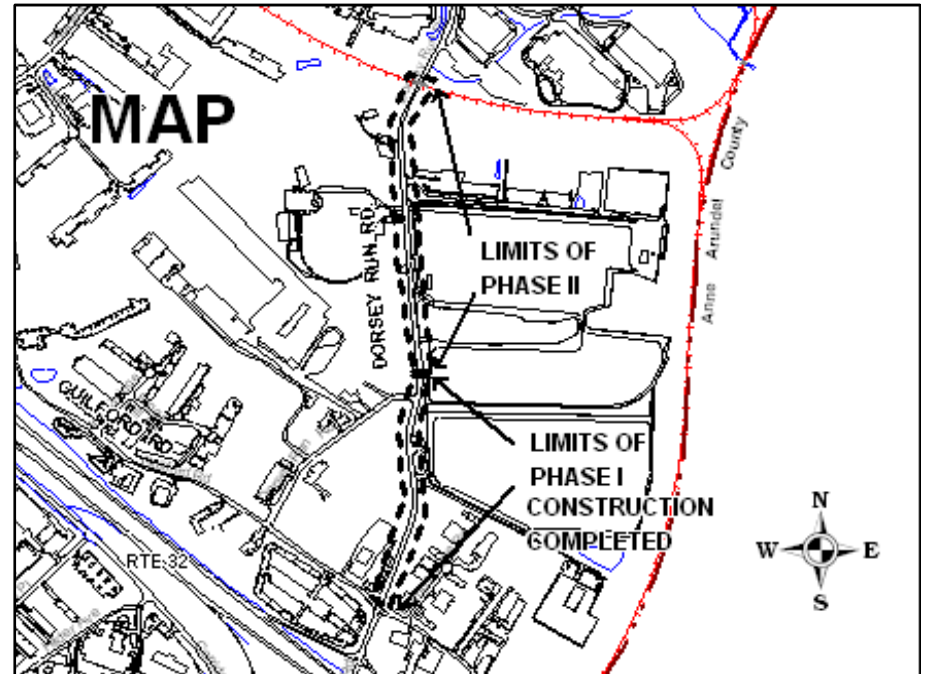 MAP
Anne Arundel County
DORSEY RUN RD
LIMITS OF
PHASE II
LIMITS OF
PHASE I
CONSTRUCTION
COMPLETED
GUILFORD RD
RTE 32
N
W
E
S